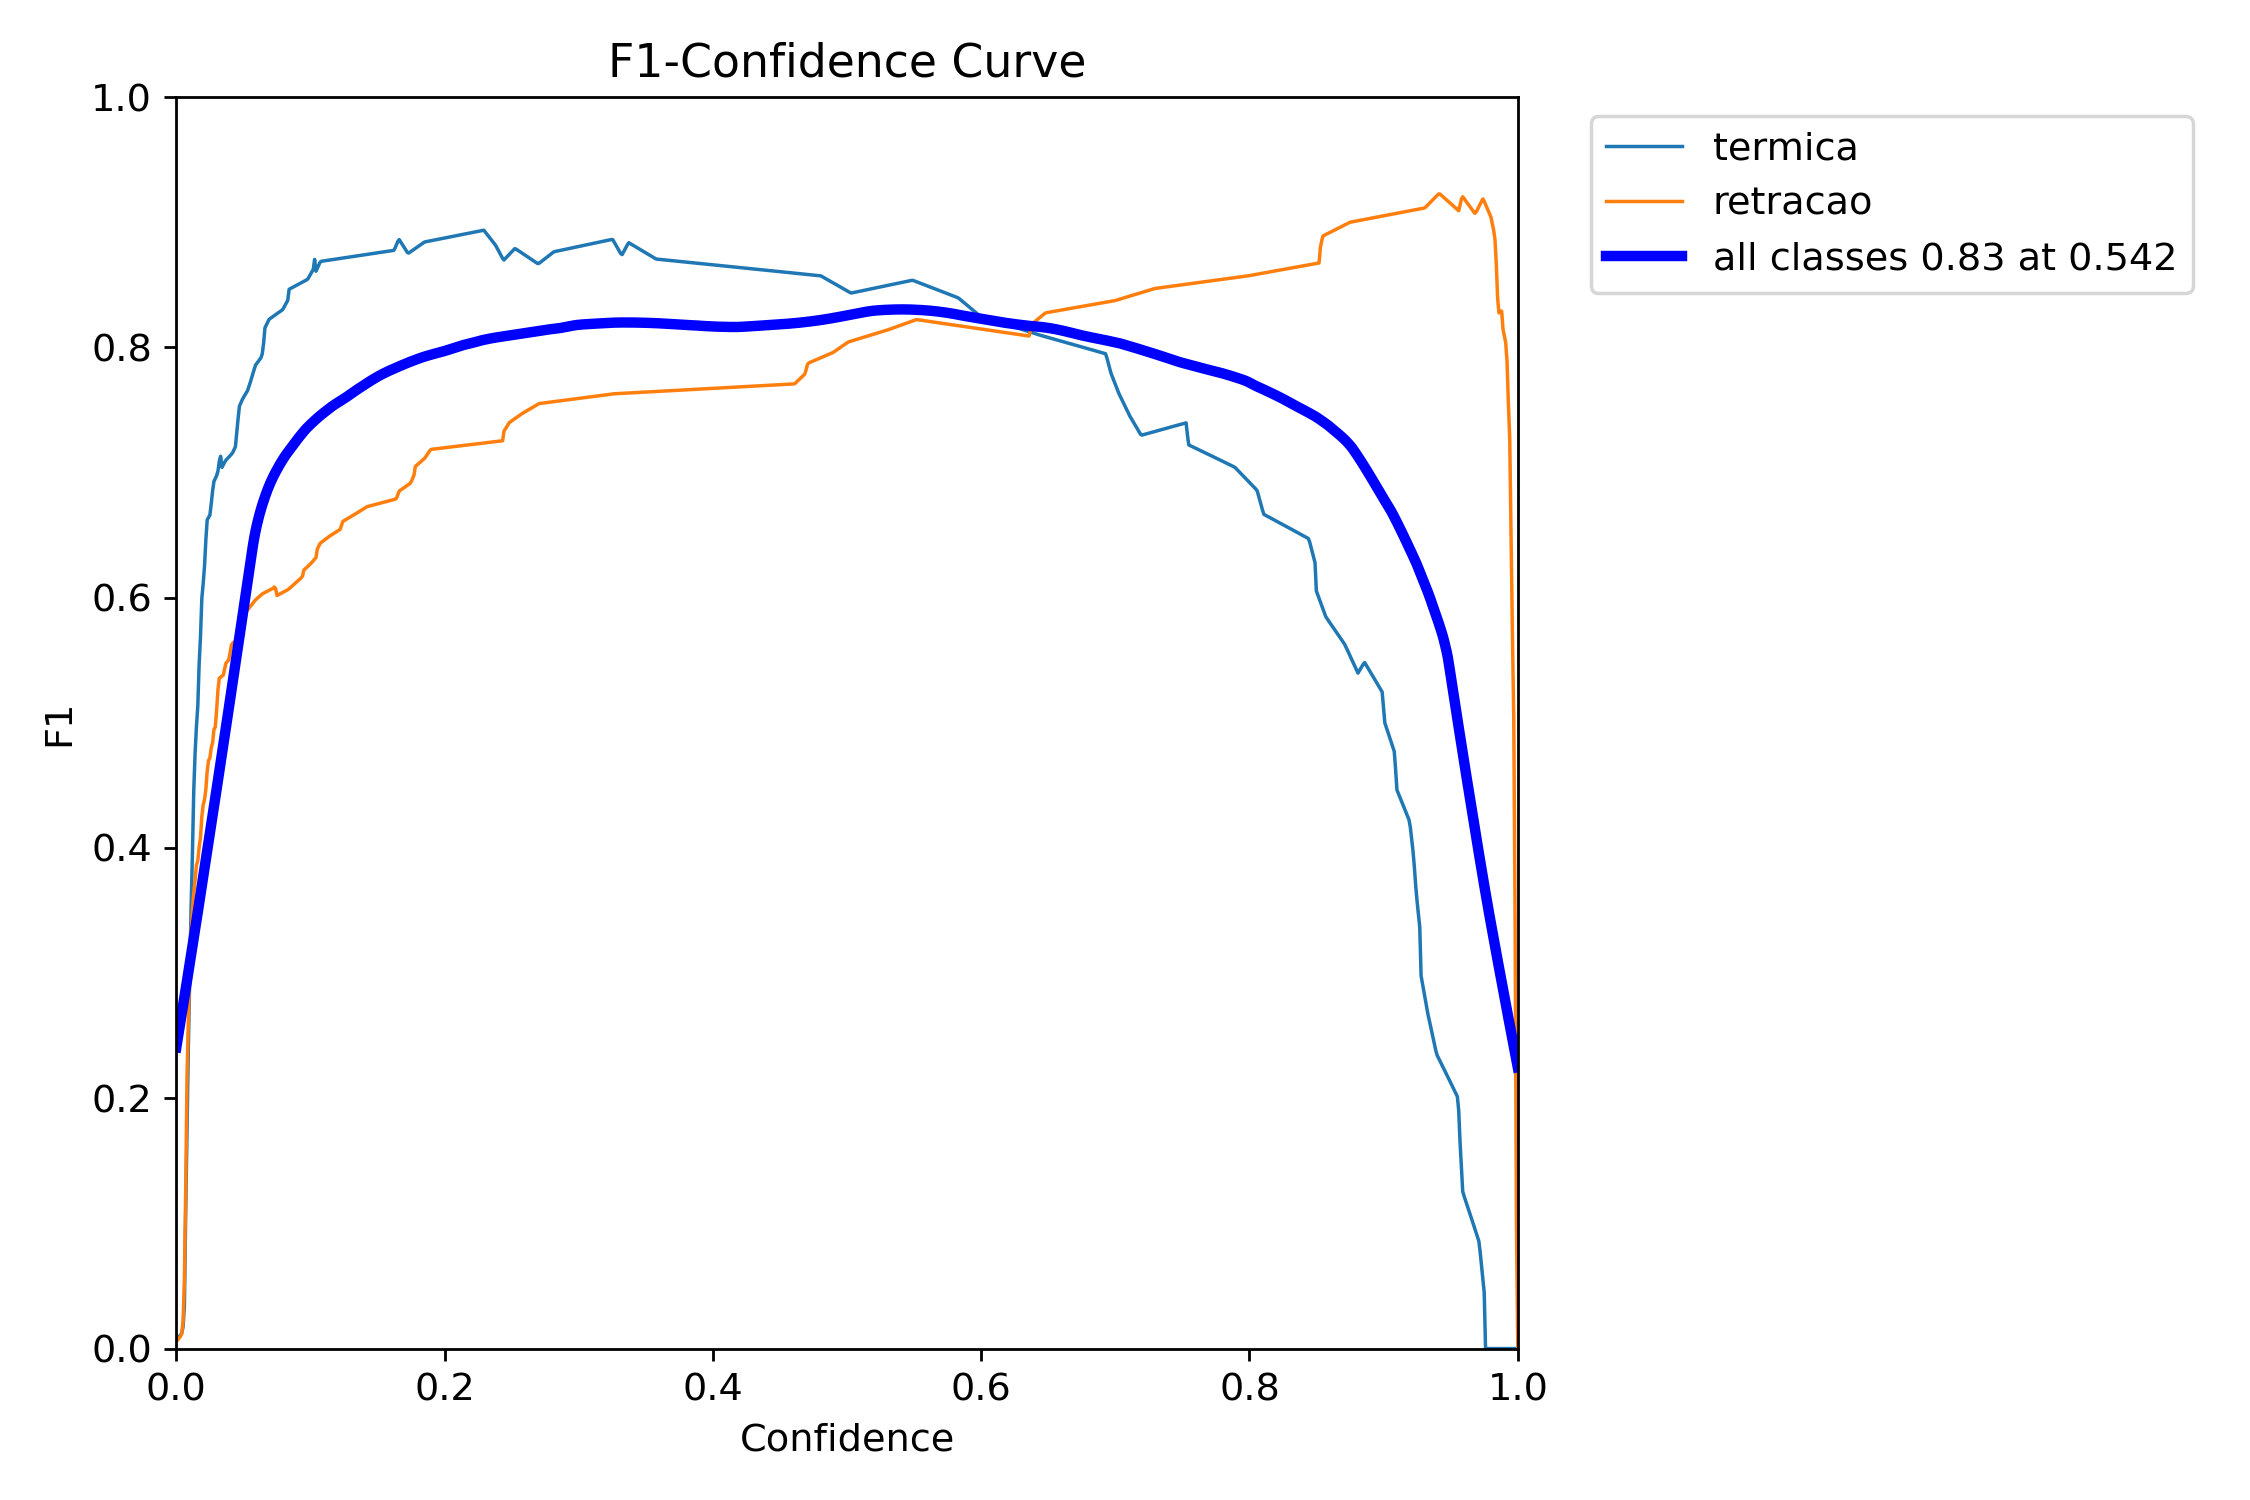 F1-Confidence Curve
termica
retracao
all classes 0.83 at 0.542
1.0
0.8
0.6
0.4
0.2
0.0
F1
0.0 0.2 0.4 0.6 0.8 1.0
Confidence